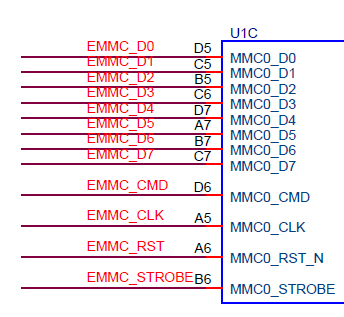 U1C
EMMC_D0 D5 MMC0_D0
EMMC_D1 C5 MMC0_D1
EMMC_D2 B5 MMC0_D2
EMMC_D3 C6 MMC0_D3
EMMC_D4 D7 MMC0_D4
EMMC_D5 A7 MMC0_D5
EMMC_D6 B7 MMC0_D6
EMMC_D7 C7 MMC0_D7
EMMC_CMD D6 MMC0_CMD
EMMC_CLK A5 MMC0_CLK
EMMC_RST A6 MMC0_RST_N
EMMC_STROBE B6 MMC0_STROBE